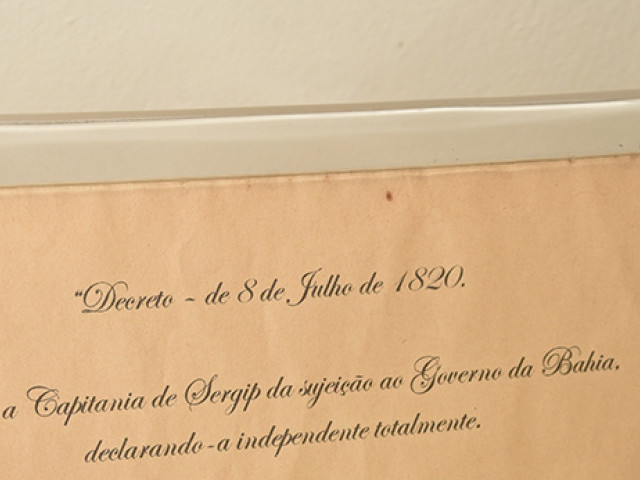 "Decreto ~ de 8 de Julho de 1820.
a Capitania de Sergip da sujeição ao Governo da Bahia.
declarando-a independente totalmente.